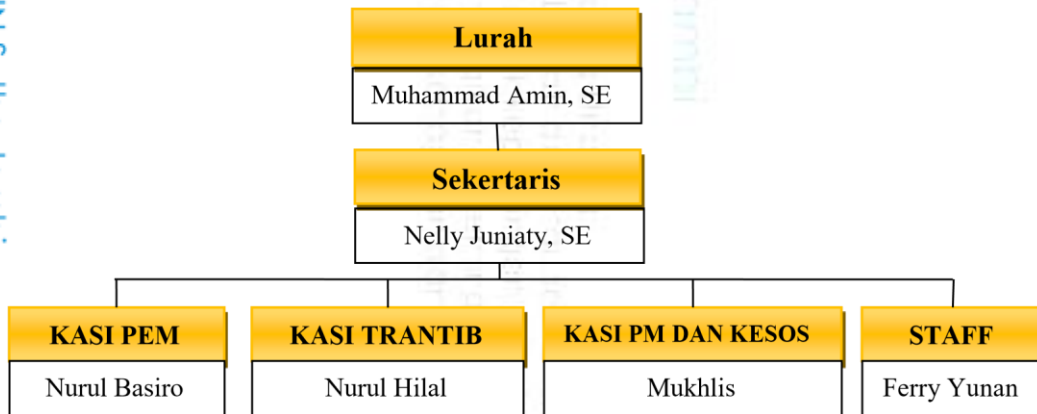 Lurah
Muhammad Amin, SE
Sekertaris
Nelly Juniaty, SE
KASI PEM
KASI TRANTIB
KASI PM DAN KESOS
STAFF
Nurul Basiro
Nurul Hilal
Mukhlis
Ferry Yunan